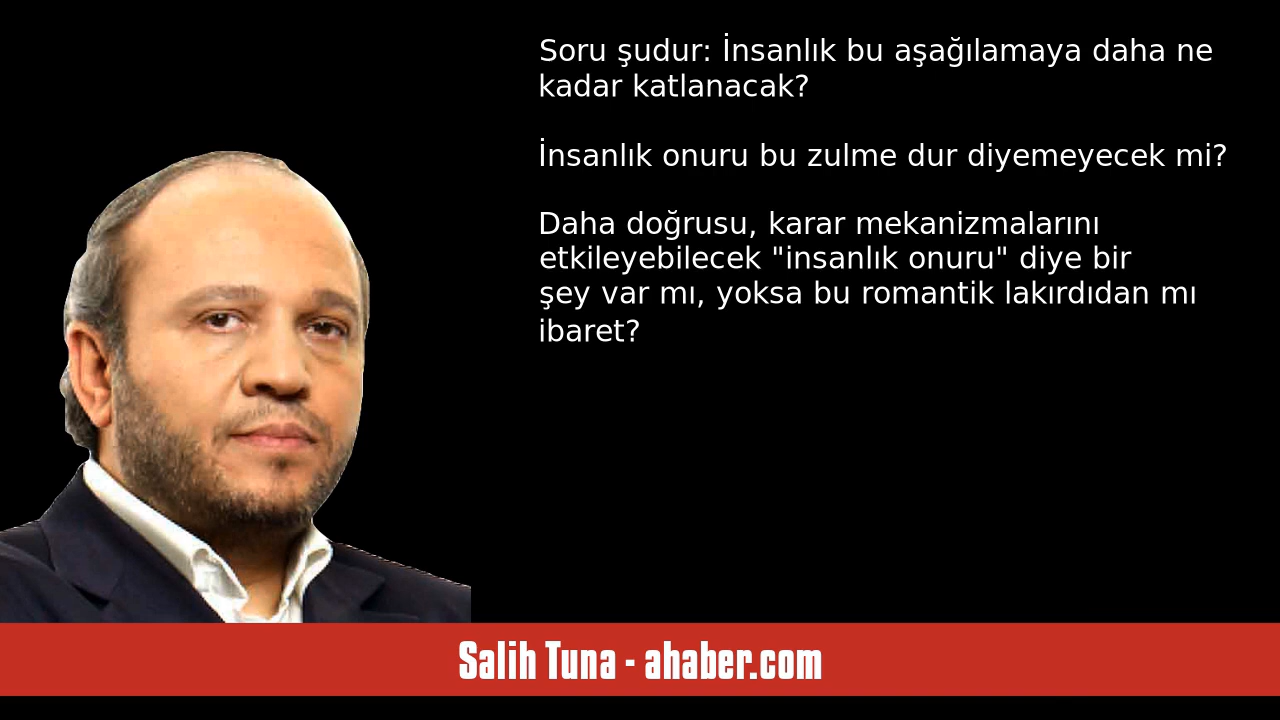 Soru şudur: İnsanlık bu aşağılamaya daha ne
kadar katlanacak?
İnsanlık onuru bu zulme dur diyemeyecek mi?
Daha doğrusu, karar mekanizmalarını
etkileyebilecek "insanlık onuru" diye bir
şey var mı, yoksa bu romantik lakırdıdan mı
ibaret?
Salih Tuna - ahaber.com